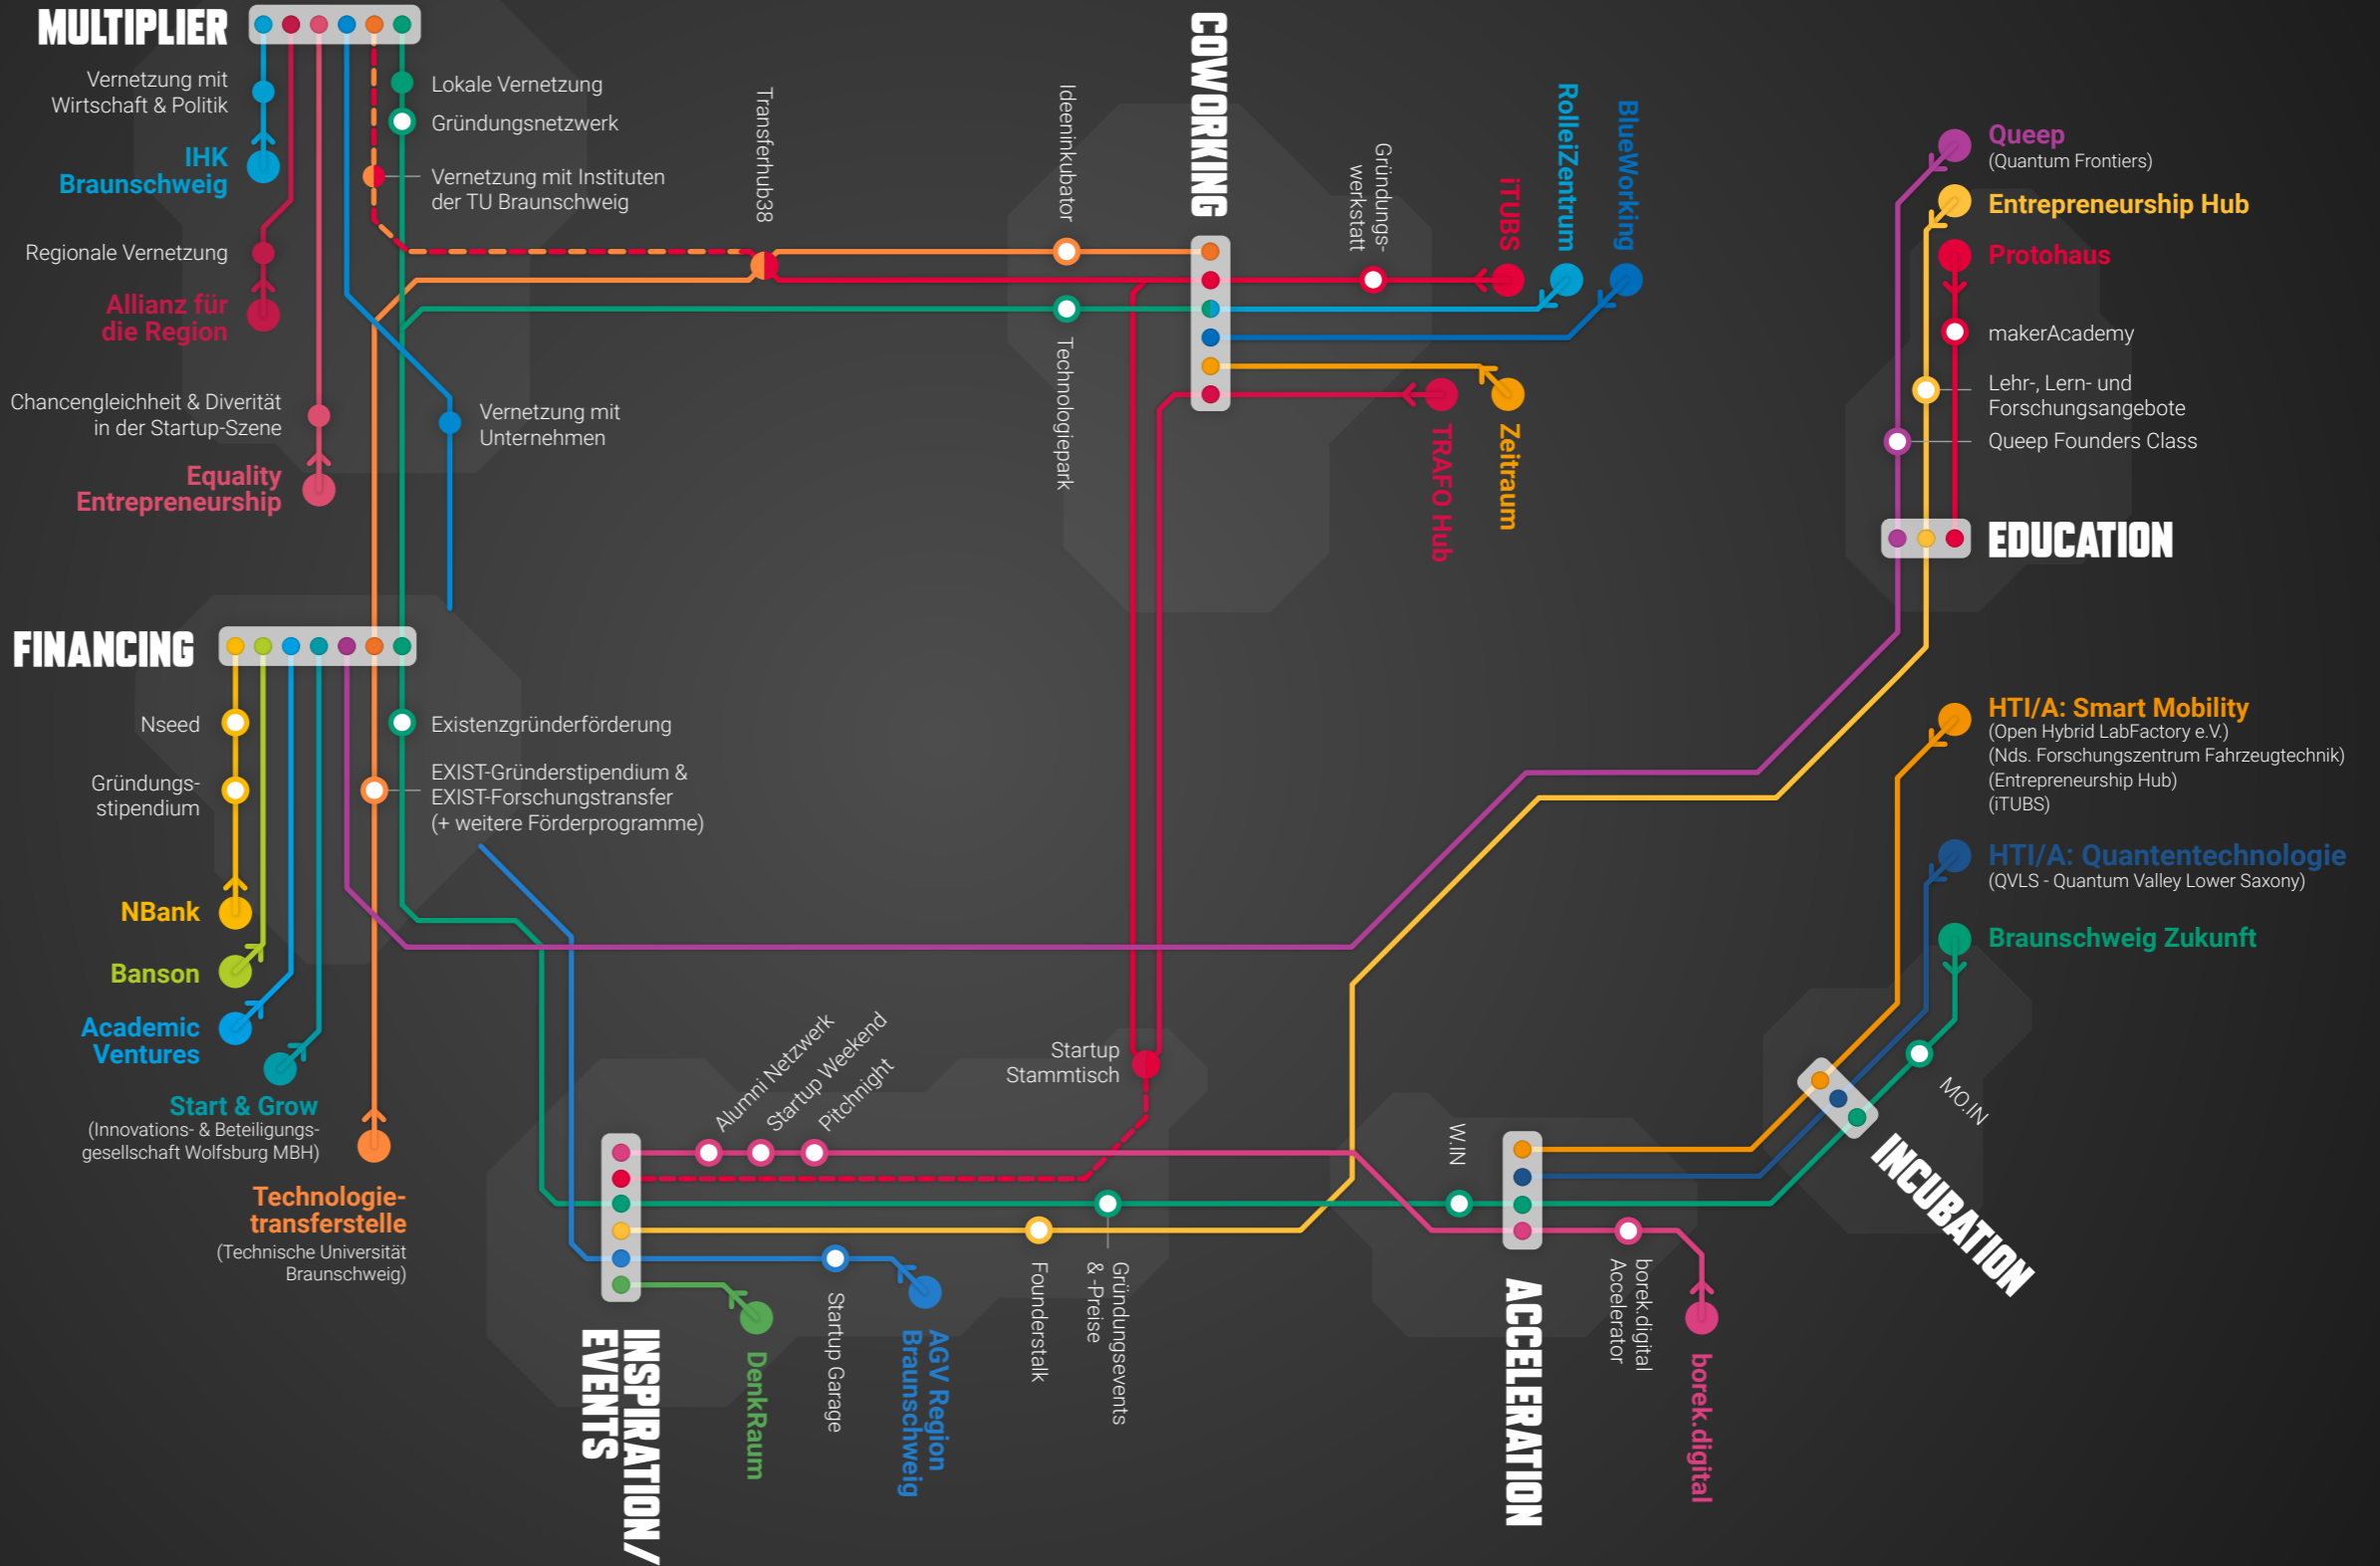 MULTIPLIER
Vernetzung mit
Wirtschaft & Politik
IHK
Braunschweig
Regionale Vernetzung
Allianz für
die Region
Chancengleichheit & Diverität
in der Startup-Szene
Equality
Entrepreneurship
Lokale Vernetzung
Gründungsnetzwerk
Vernetzung mit Instituten
der TU Braunschweig
Vernetzung mit
Unternehmen
Transferhub38
Ideeninkubator
Technologiepark
COWORKING
Gründungs-
werkstatt
iTUBS
RolleiZentrum
BlueWorking
TRAFO Hub
Zeitraum
Queep
(Quantum Frontiers)
Entrepreneurship Hub
Protohaus
makerAcademy
Lehr-, Lern- und
Forschungsangebote
Queep Founders Class
EDUCATION
FINANCING
Nseed
Gründungs-
stipendium
NBank
Banson
Academic
Ventures
Start & Grow
(Innovations- & Beteiligungs-
gesellschaft Wolfsburg MBH)
Technologie-
transferstelle
(Technische Universität
Braunschweig)
Existenzgründerförderung
EXIST-Gründerstipendium &
EXIST-Forschungstransfer
(+ weitere Förderprogramme)
HTI/A: Smart Mobility
(Open Hybrid LabFactory e.V.)
(Nds. Forschungszentrum Fahrzeugtechnik)
(Entrepreneurship Hub)
(iTUBS)
HTI/A: Quantentechnologie
(QVLS - Quantum Valley Lower Saxony)
Braunschweig Zukunft
MO.IN
INCUBATION
Startup
Stammtisch
Alumni Netzwerk
Startup Weekend
Pitchnight
INSPIRATION/
EVENTS
DenkRaum
Startup Garage
AGV Region
Braunschweig
Founderstalk
Gründungsevents
& -Preise
W.IN
ACCELERATION
borek.digital
Accelerator
borek.digital